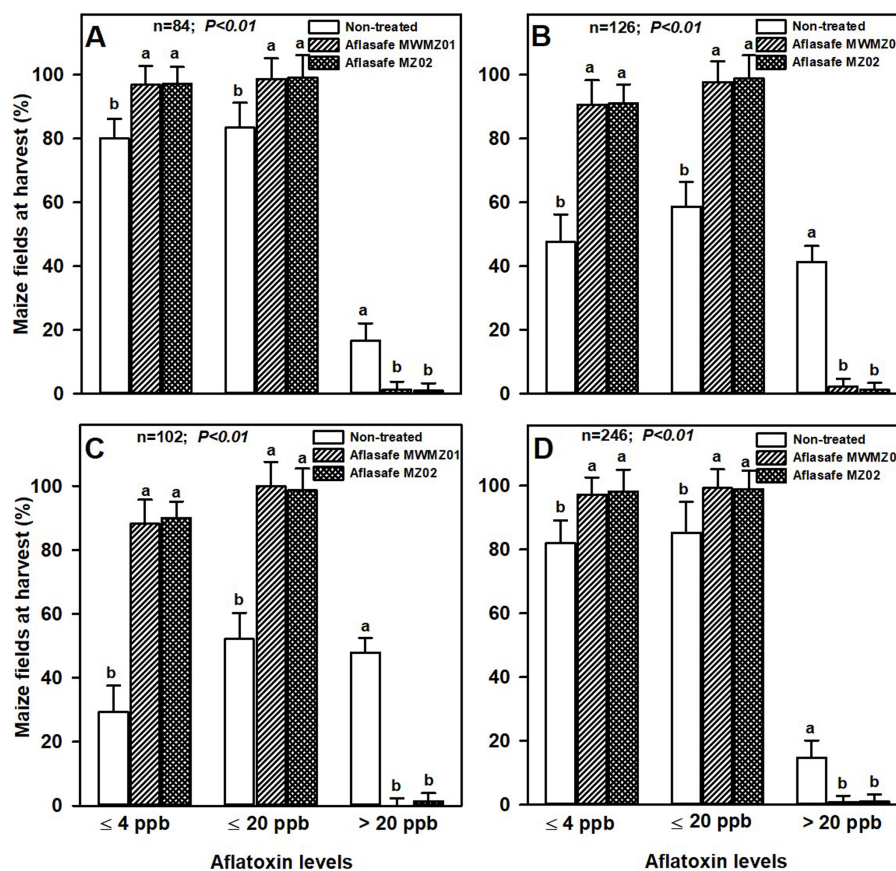 A
n=84; P<0.01
Non-treated
Aflasafe MWMZ01
Aflasafe MZ02
Maize fields at harvest (%)
100
80
60
40
20
0
b
a
a
b
a
a
a
b
b
B
n=126; P<0.01
Non-treated
Aflasafe MWMZ0
Aflasafe MZ02
100
80
60
40
20
0
b
a
a
b
a
a
a
b
b
C
n=102; P<0.01
Non-treated
Aflasafe MWMZ01
Aflasafe MZ02
Maize fields at harvest (%)
100
80
60
40
20
0
b
a
a
b
a
a
a
b
b
≤ 4 ppb
≤ 20 ppb
> 20 ppb
Aflatoxin levels
D
n=246; P<0.01
Non-treated
Aflasafe MWMZ0
Aflasafe MZ02
100
80
60
40
20
0
b
a
a
b
a
a
a
b
b
≤ 4 ppb
≤ 20 ppb
> 20 ppb
Aflatoxin levels